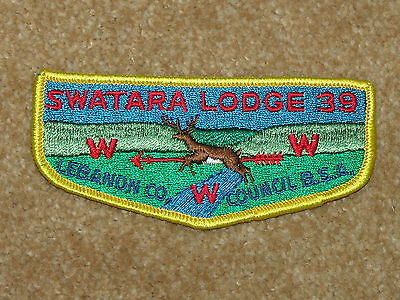 SWATARA LODGE 39
W W
LEBANON CO. W COUNCIL B.S.A.